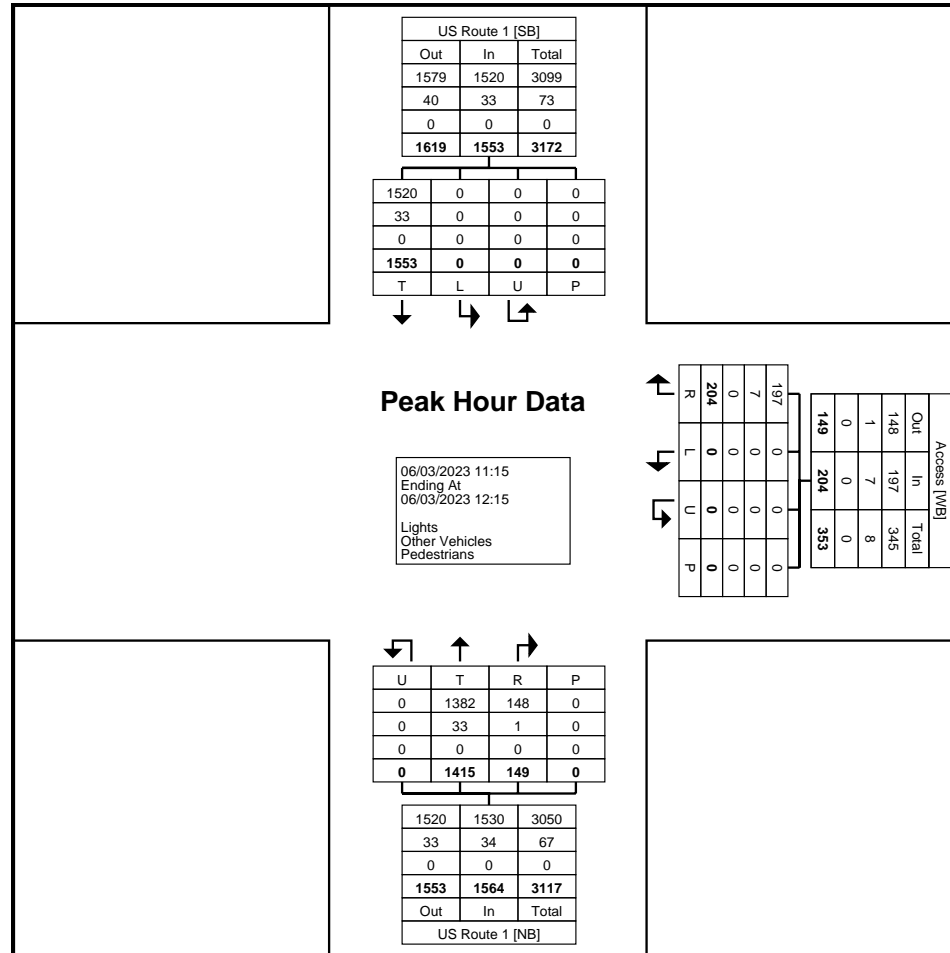 US Route 1 [SB]
Out In Total
1579 1520 3099
40 33 73
0 0 0
1619 1553 3172
1520 0 0 0
33 0 0 0
0 0 0 0
1553 0 0 0
T L U P
Peak Hour Data
06/03/2023 11:15
Ending At
06/03/2023 12:15
Lights
Other Vehicles
Pedestrians
Access [WB]
Out In Total
148 197 345
1 7 8
0 0 0
149 204 353
197 0 0 0
7 0 0 0
0 0 0 0
204 0 0 0
R L U P
U T R P
0 1382 148 0
0 33 1 0
0 0 0 0
0 1415 149 0
1520 1530 3050
33 34 67
0 0 0
1553 1564 3117
Out In Total
US Route 1 [NB]